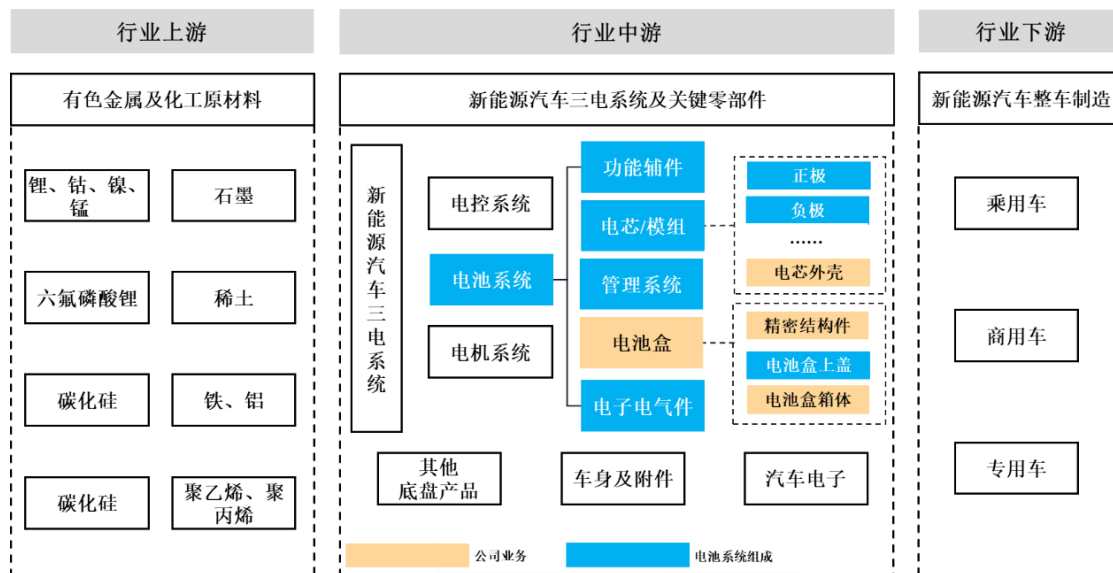 行业上游
行业中游
行业下游
有色金属及化工原材料
新能源汽车三电系统及关键零部件
新能源汽车整车制造
锂、钴、镍、
锰
石墨
六氟磷酸锂
稀土
碳化硅
铁、铝
碳化硅
聚乙烯、聚
丙烯
新能源汽车三电系统
电控系统
电池系统
电机系统
功能辅件
电芯/模组
管理系统
电池盒
电子电气件
正极
负极
……
电芯外壳
精密结构件
电池盒上盖
电池盒箱体
其他
底盘产品
车身及附件
汽车电子
公司业务
电池系统组成
乘用车
商用车
专用车